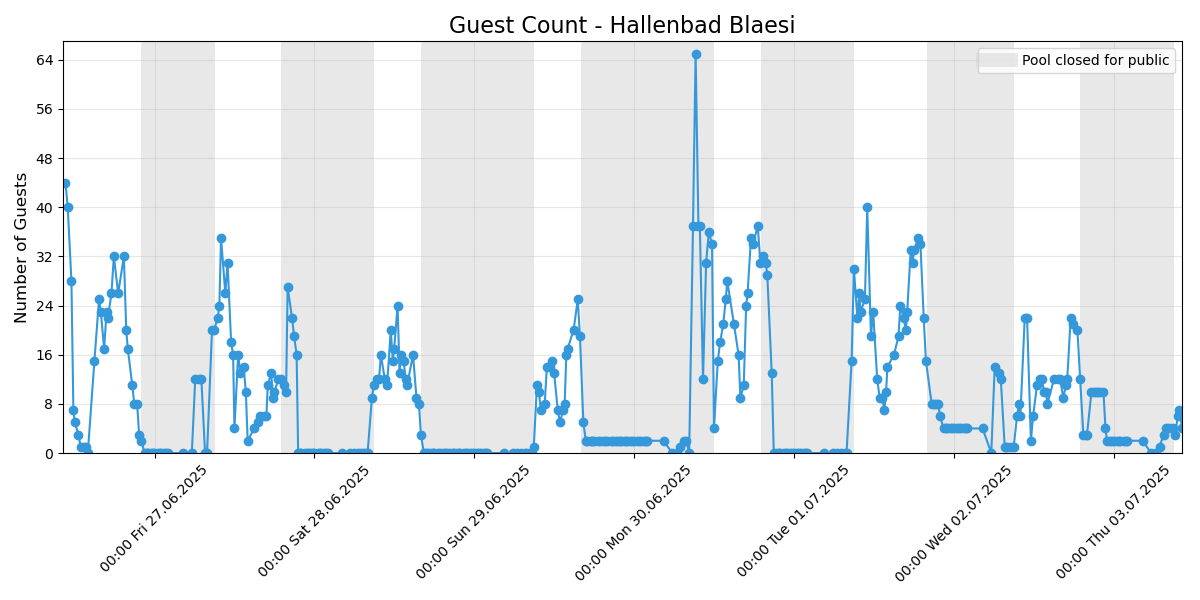 Guest Count - Hallenbad Blaesi
Pool closed for public
Number of Guests
64
56
48
40
32
24
16
8
0
00:00 Fri 27.06.2025
00:00 Sat 28.06.2025
00:00 Sun 29.06.2025
00:00 Mon 30.06.2025
00:00 Tue 01.07.2025
00:00 Wed 02.07.2025
00:00 Thu 03.07.2025